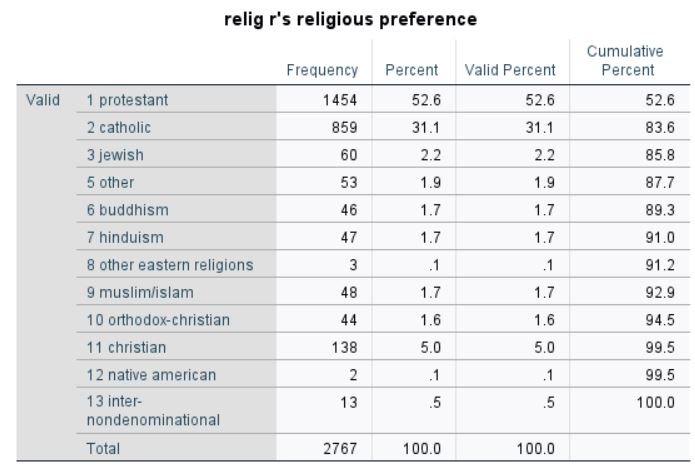 relig r's religious preference
Frequency Percent Valid Percent Cumulative Percent
Valid 1 protestant 1454 52.6 52.6 52.6
2 catholic 859 31.1 31.1 83.6
3 jewish 60 2.2 2.2 85.8
5 other 53 1.9 1.9 87.7
6 buddhism 46 1.7 1.7 89.3
7 hinduism 47 1.7 1.7 91.0
8 other eastern religions 3 .1 .1 91.2
9 muslim/islam 48 1.7 1.7 92.9
10 orthodox-christian 44 1.6 1.6 94.5
11 christian 138 5.0 5.0 99.5
12 native american 2 .1 .1 99.5
13 inter- 13 .5 .5 100.0
nondenominational
Total 2767 100.0 100.0